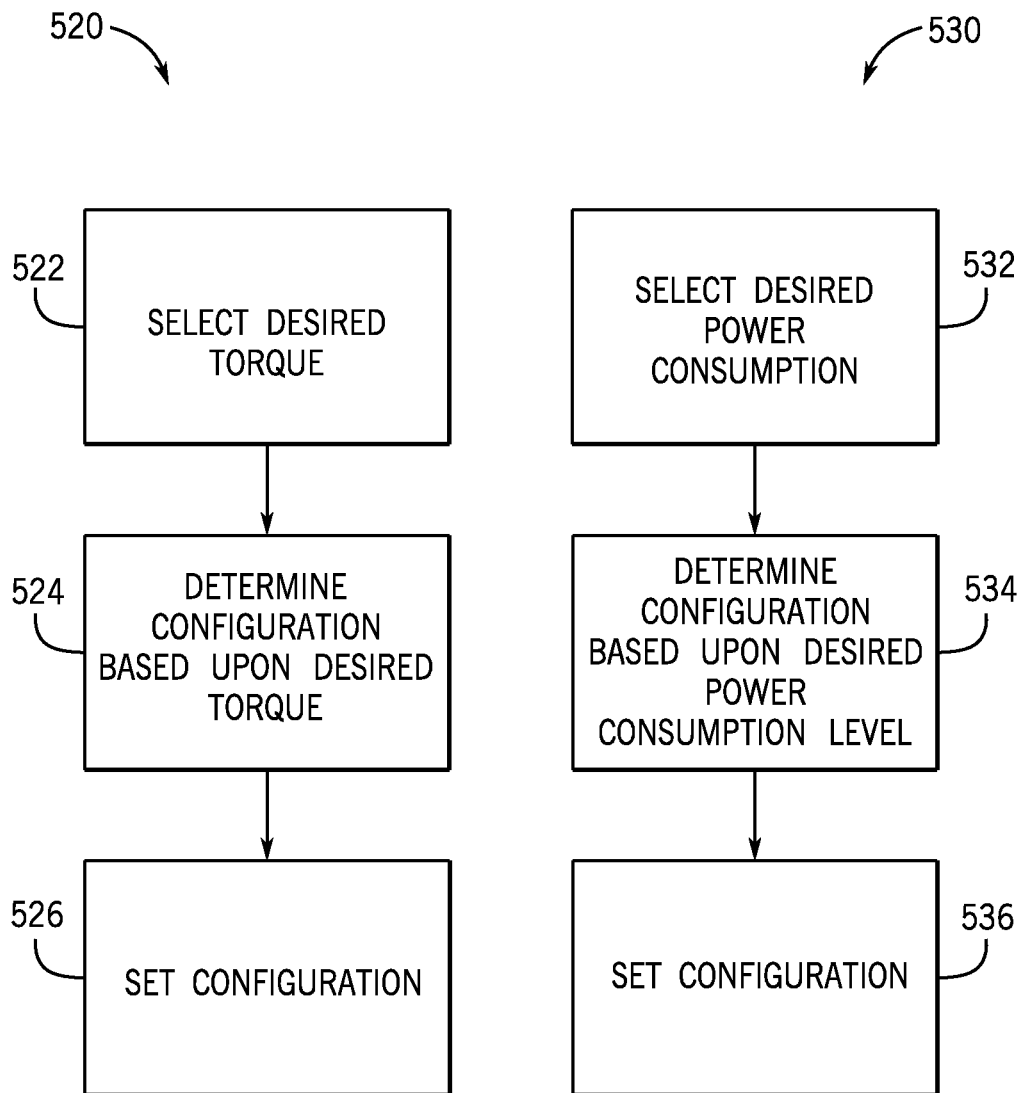 520
522
SELECT DESIRED
TORQUE
524
DETERMINE
CONFIGURATION
BASED UPON DESIRED
TORQUE
526
SET CONFIGURATION
530
532
SELECT DESIRED
POWER
CONSUMPTION
534
DETERMINE
CONFIGURATION
BASED UPON DESIRED
POWER
CONSUMPTION LEVEL
536
SET CONFIGURATION